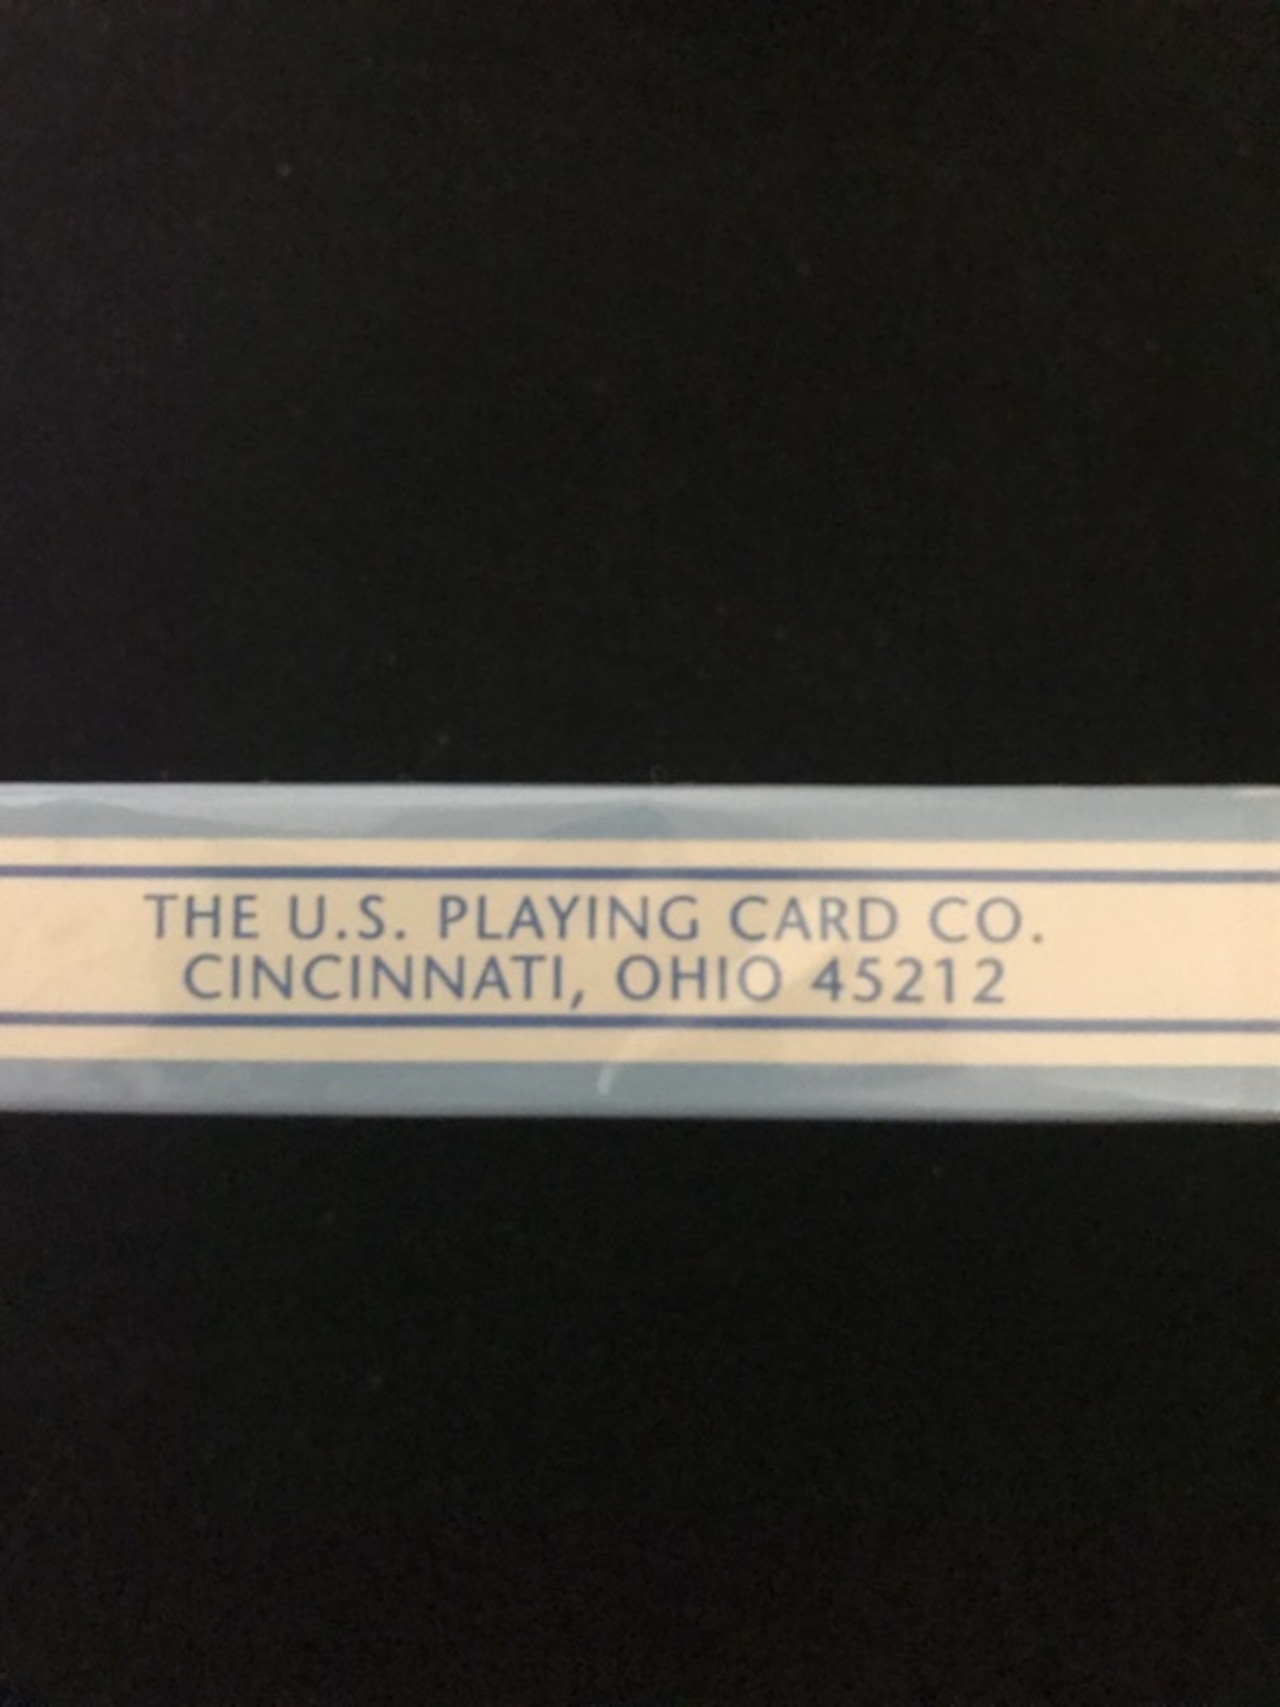 THE U.S. PLAYING CARD CO.
CINCINNATI, OHIO 45212